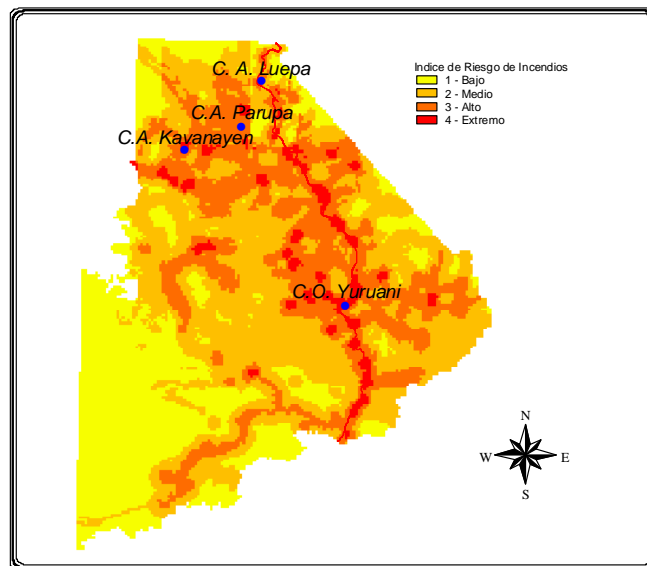 C. A. Luepa
C.A. Parupa
C.A. Kavanayen
C.O. Yuruani
Indice de Riesgo de Incendios
1 - Bajo
2 - Medio
3 - Alto
4 - Extremo
N
W
E
S